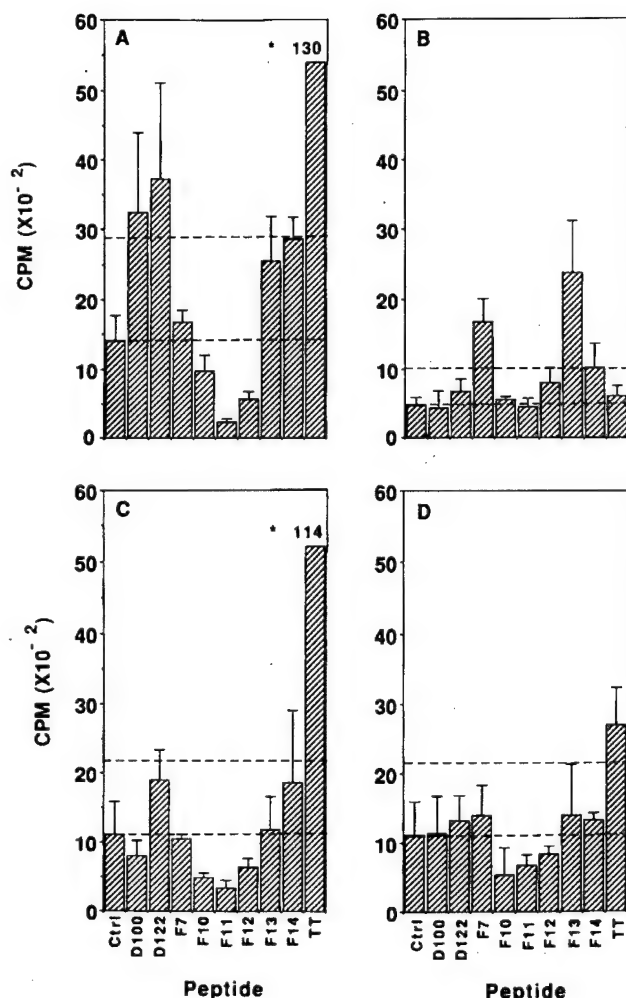 A
* 130
60
50
40
30
20
10
0
CPM (X10⁻²)
B
60
50
40
30
20
10
0
C
* 114
60
50
40
30
20
10
0
CPM (X10⁻²)
Ctrl
D100
D122
F7
F10
F11
F12
F13
F14
TT
Peptide
D
60
50
40
30
20
10
0
Ctrl
D100
D122
F7
F10
F11
F12
F13
F14
TT
Peptide